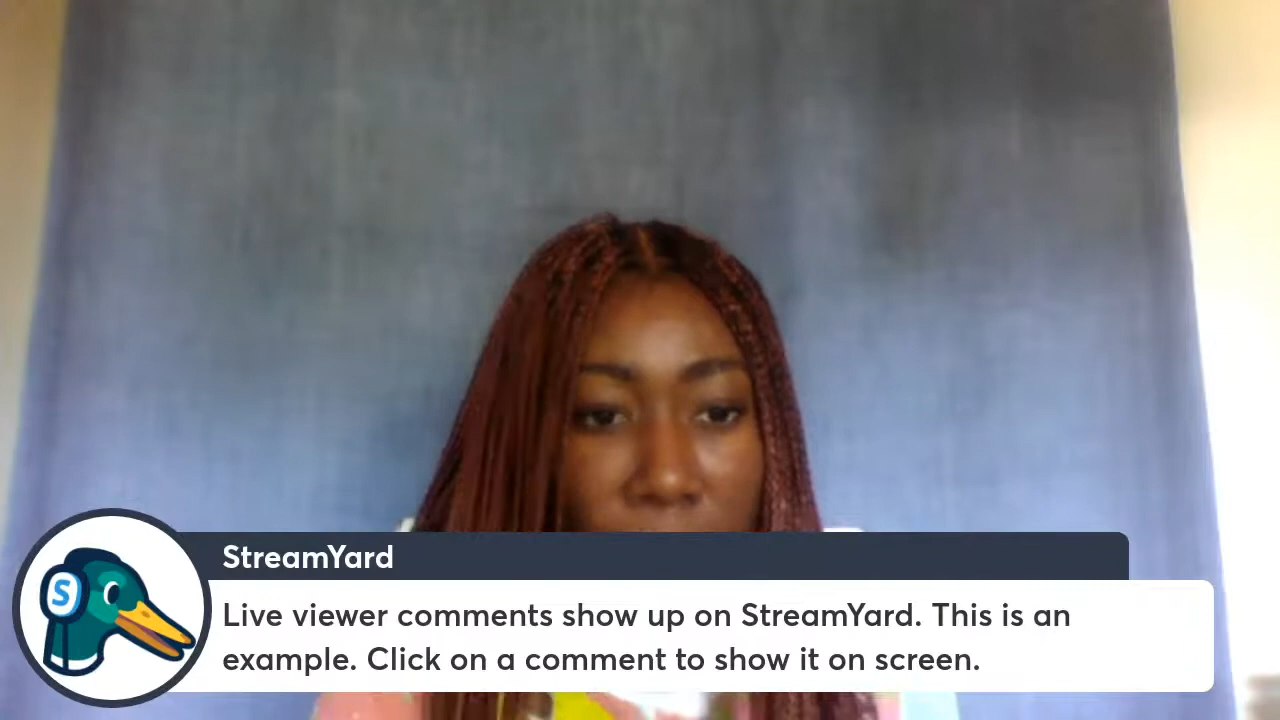 S
StreamYard
Live viewer comments show up on StreamYard. This is an
example. Click on a comment to show it on screen.